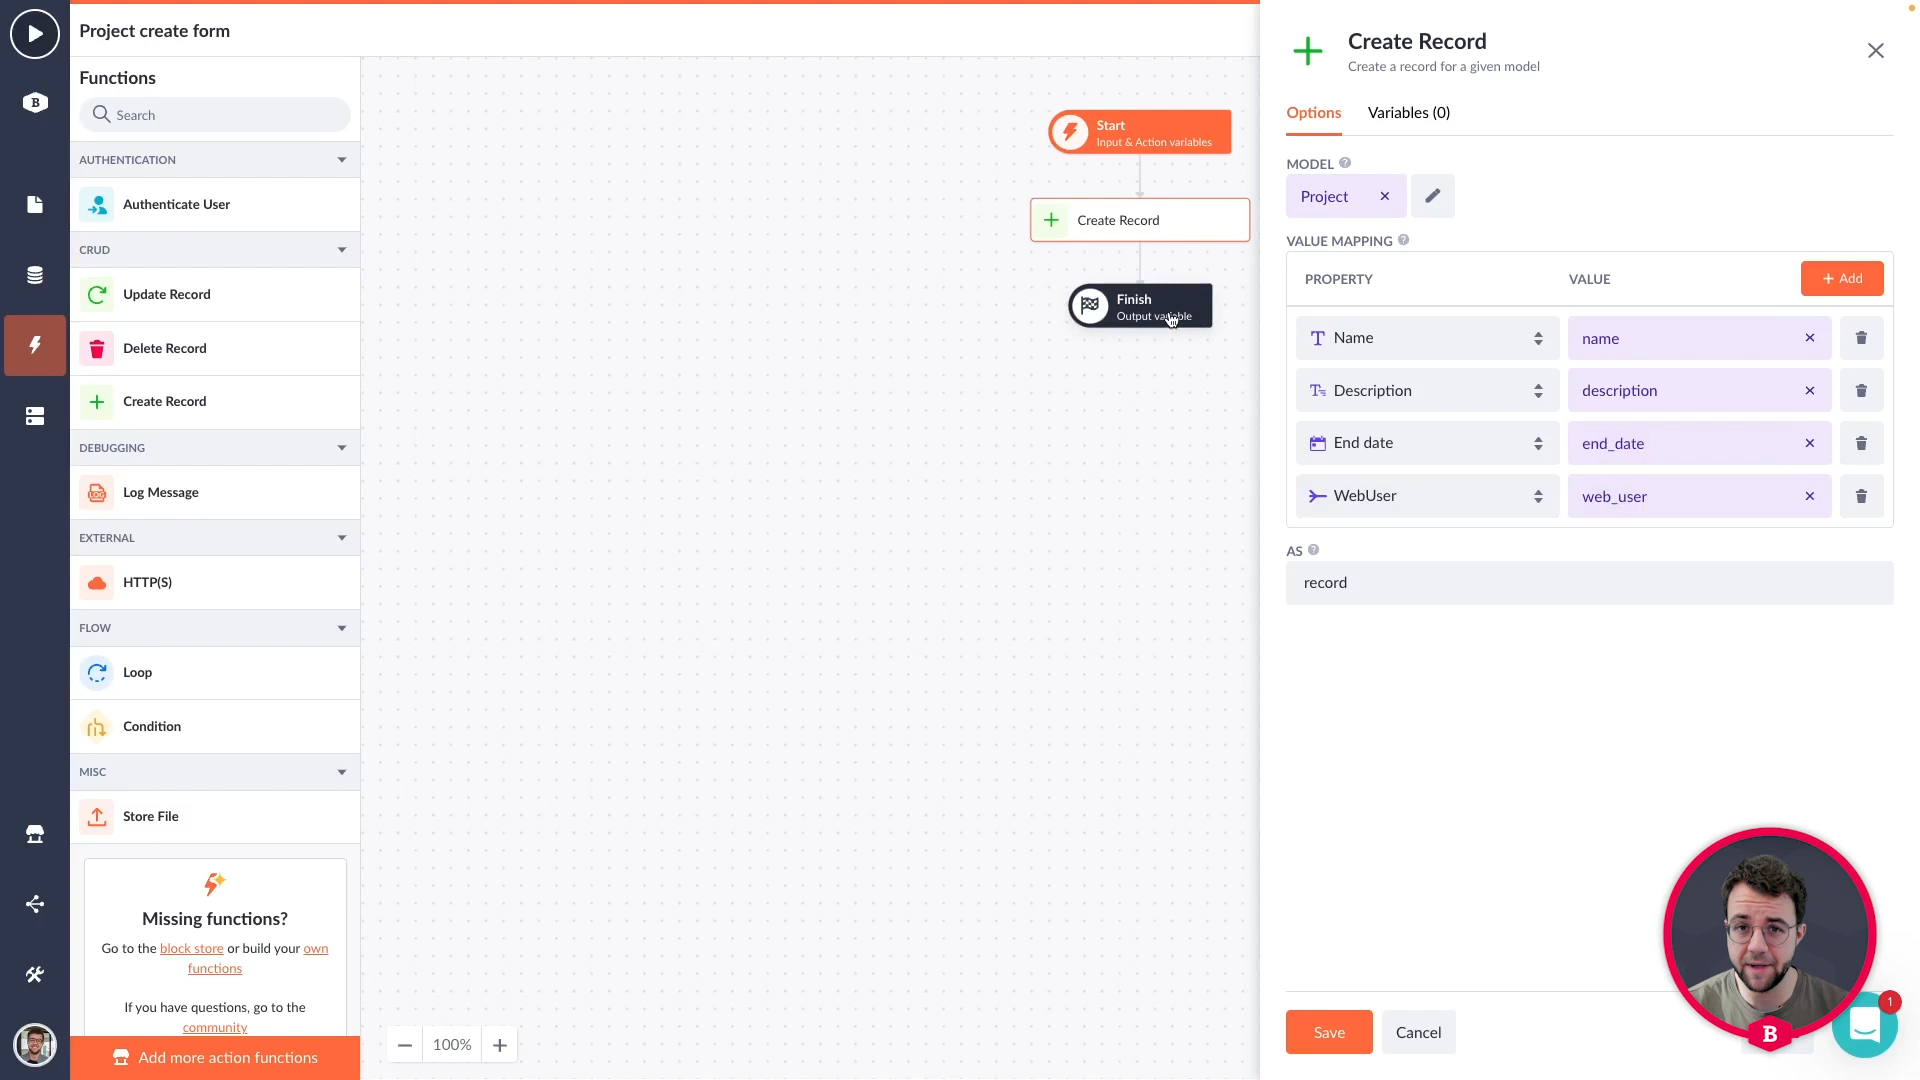 Project create form
B
Functions
Search
AUTHENTICATION
Authenticate User
CRUD
Update Record
Delete Record
Create Record
DEBUGGING
LOG
Log Message
EXTERNAL
HTTP(S)
FLOW
Loop
Condition
MISC
Store File
Missing functions?
Go to the block store or build your own
functions
If you have questions, go to the
community
Add more action functions
Start
Input & Action variables
Create Record
Finish
Output variable
100%
Create Record
Create a record for a given model
Options
Variables (0)
MODEL
Project
VALUE MAPPING
PROPERTY
VALUE
+ Add
Name
name
Description
description
End date
end_date
WebUser
web_user
AS
record
Save
Cancel
B
1